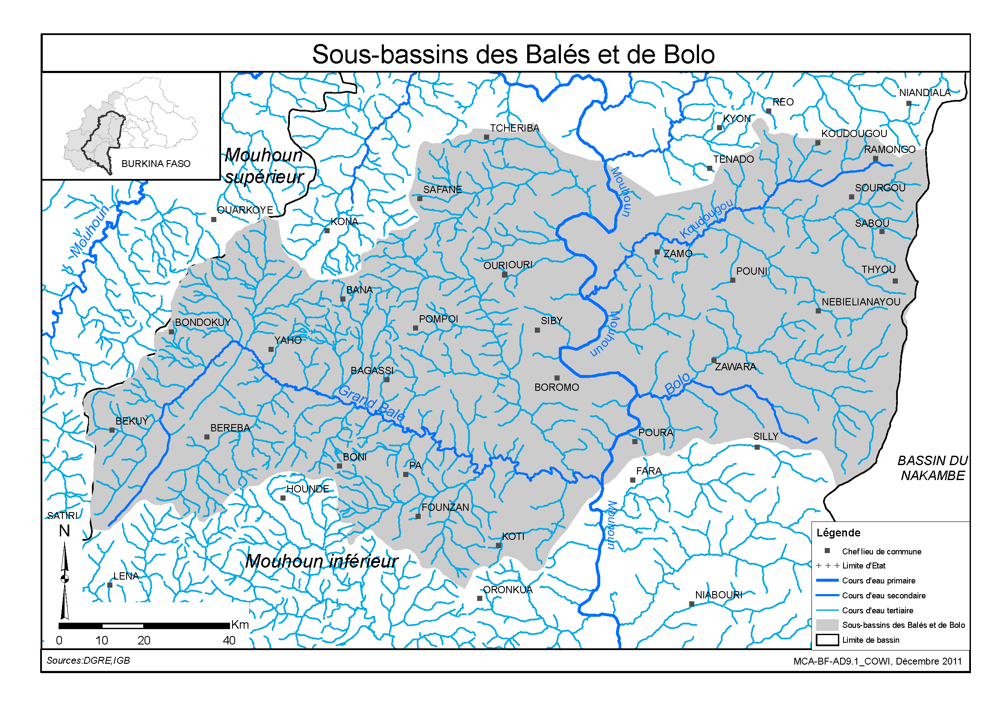 Sous-bassins des Balés et de Bolo
BURKINA FASO
NIANDIALA
REO
KYON
TCHERIBA
KOUDOUGOU
RAMONGO
Mouhoun
supérieur
TENADO
Mouhoun
SAFANE
SOURGOU
OUARKOYE
Koudougou
KONA
SABOU
Mouhoun
ZAMO
OURIOURI
POUNI
THYOU
BANA
NEBIELIANAYOU
BONDOKUY
POMPOI
SIBY
Mouhoun
YAHO
BAGASSI
ZAWARA
BOROMO
Bolo
Grand Balé
BEKUY
BEREBA
POURA
SILLY
BONI
PA
FARA
BASSIN DU
NAKAMBE
HOUNDE
FOUNZAN
SATIRI
Mouhoun
N
KOTI
Mouhoun inférieur
LENA
ORONKUA
NIABOURI
Km
0 10 20 40
Légende
Chef lieu de commune
Limite d'Etat
Cours d'eau primaire
Cours d'eau secondaire
Cours d'eau tertiaire
Sous-bassins des Balés et de Bolo
Limite de bassin
Sources:DGRE,IGB
MCA-BF-AD9.1_COWI, Décembre 2011